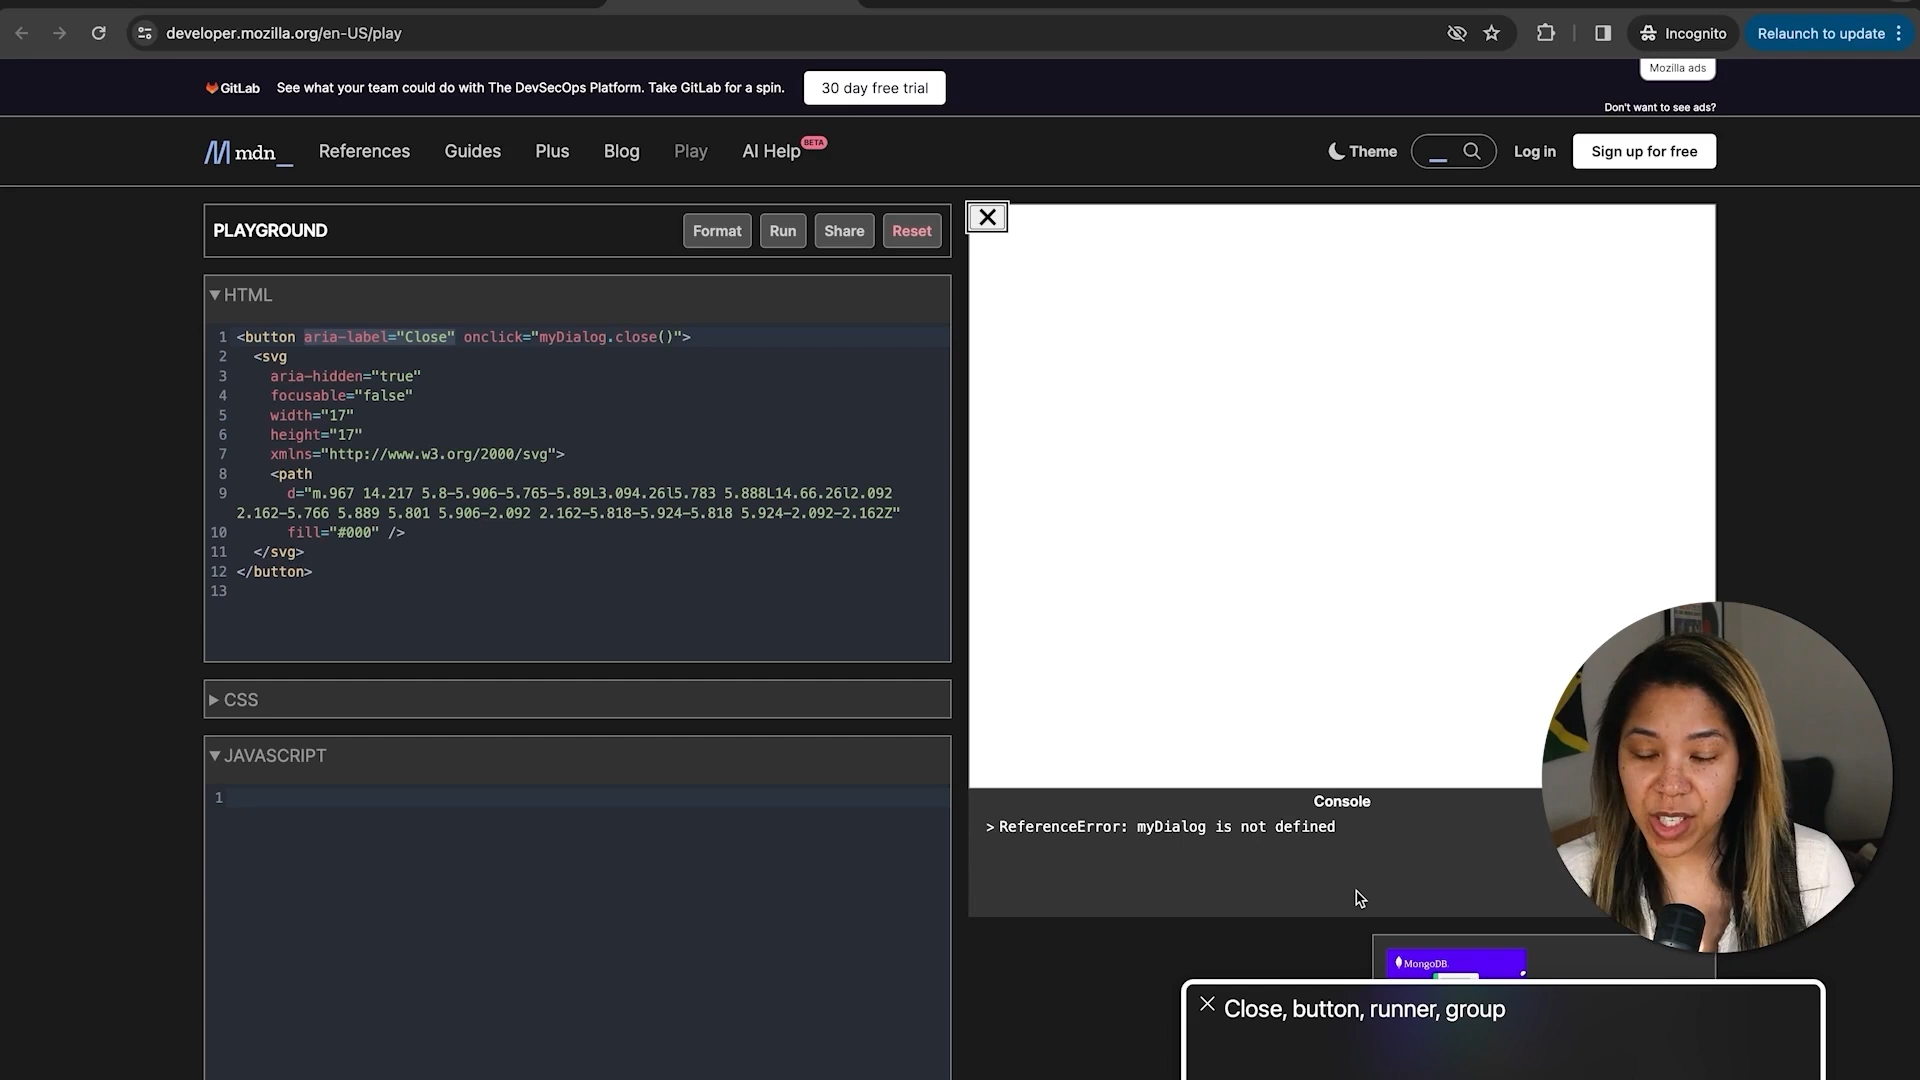 developer.mozilla.org/en-US/play
Incognito
Relaunch to update
GitLab
See what your team could do with The DevSecOps Platform. Take GitLab for a spin.
30 day free trial
Mozilla ads
Don't want to see ads?
mdn_
References
Guides
Plus
Blog
Play
AI Help
BETA
Theme
Log in
Sign up for free
PLAYGROUND
Format
Run
Share
Reset
HTML
1 <button aria-label="Close" onclick="myDialog.close()">
2 <svg
3 aria-hidden="true"
4 focusable="false"
5 width="17"
6 height="17"
7 xmlns="http://www.w3.org/2000/svg">
8 <path
9 d="m.967 14.217 5.8-5.906-5.765-5.89L3.094.26l5.783 5.888L14.66.26l2.092
2.162-5.766 5.889 5.801 5.906-2.092 2.162-5.818-5.924-5.818 5.924-2.092-2.162Z"
10 fill="#000" />
11 </svg>
12 </button>
13
CSS
JAVASCRIPT
1
Console
> ReferenceError: myDialog is not defined
MongoDB.
Close, button, runner, group